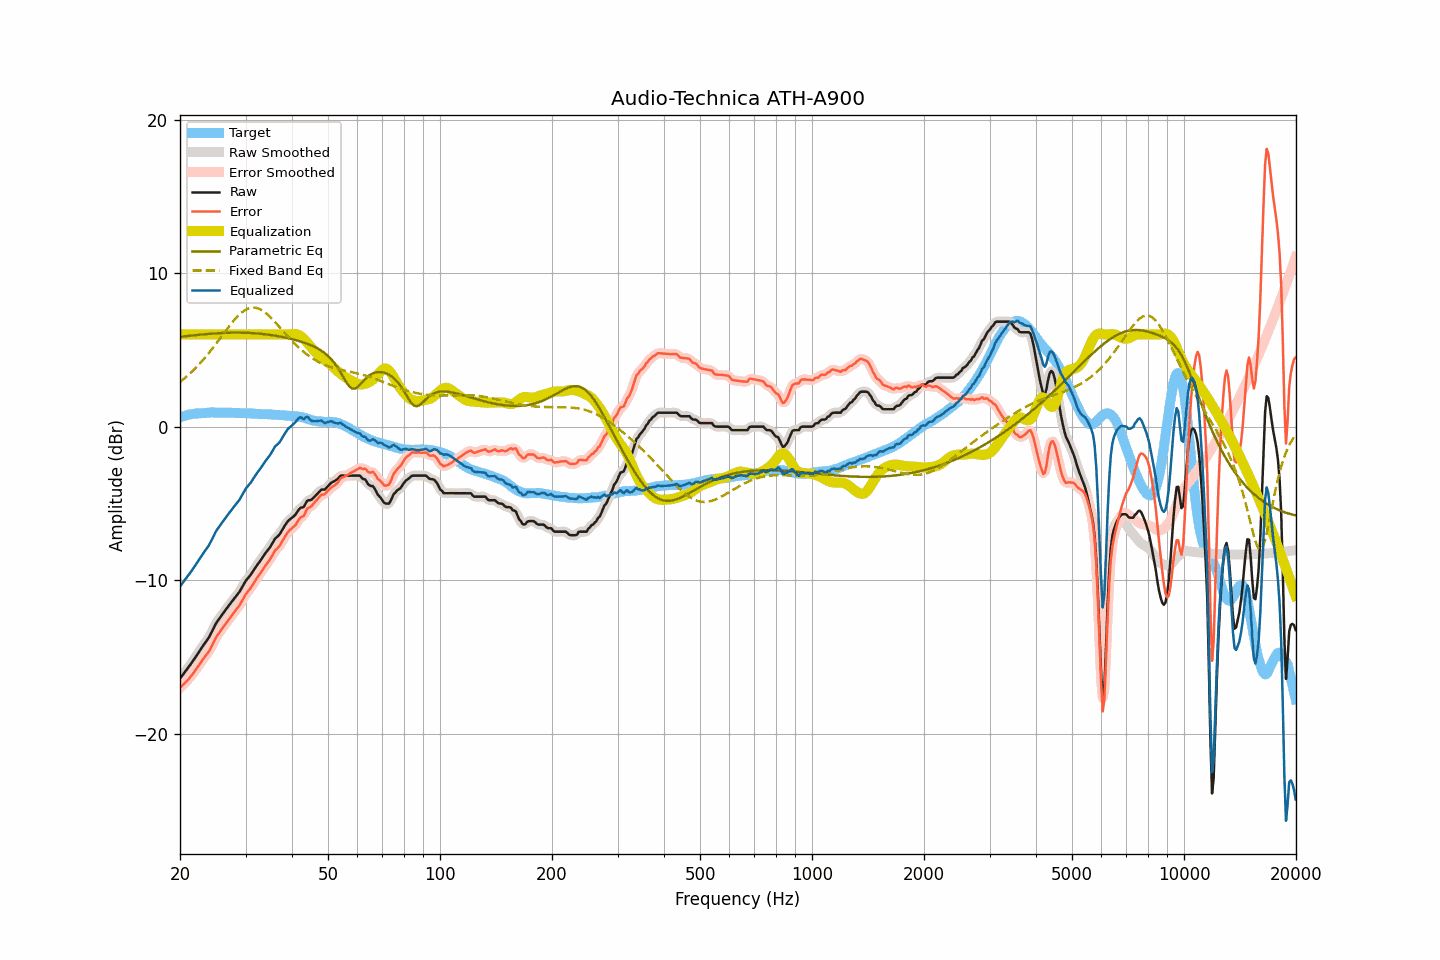 Audio-Technica ATH-A900
20
10
0
−10
−20
Amplitude (dBr)
Target
Raw Smoothed
Error Smoothed
Raw
Error
Equalization
Parametric Eq
Fixed Band Eq
Equalized
20 50 100 200 500 1000 2000 5000 10000 20000
Frequency (Hz)